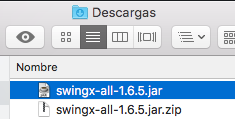 Descargas
Nombre
swingx-all-1.6.5.jar
swingx-all-1.6.5.jar.zip